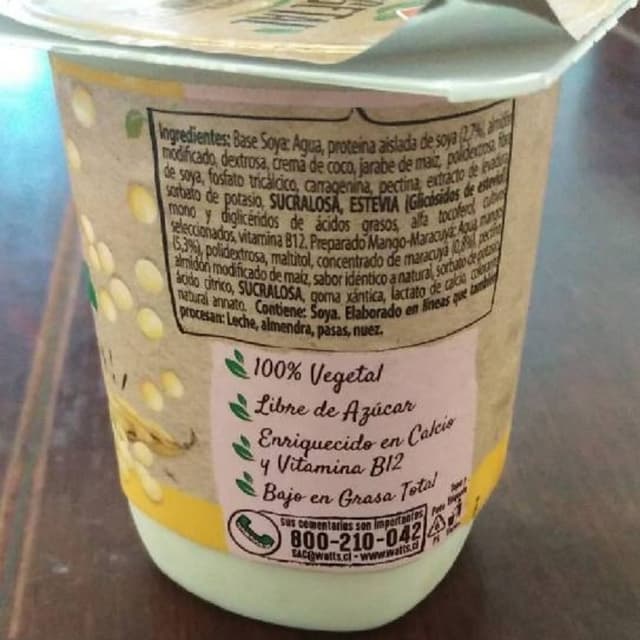 Ingredientes: Base Soya: Agua, proteína aislada de soya (2,7%), almidón
modificado, dextrosa, crema de coco, jarabe de maíz, polidextrosa, fibra
de soya, fosfato tricálcico, carragenina, pectina, extracto de levadura,
sorbato de potasio, SUCRALOSA, ESTEVIA (Glicósidos de esteviol),
mono y diglicéridos de ácidos grasos, alfa tocoferol, cultivos
seleccionados, vitamina B12. Preparado Mango-Maracuyá: Agua, mango
(5,3%), polidextrosa, maltitol, concentrado de maracuyá (0,8%), pectina,
almidón modificado de maíz, sabor idéntico a natural, sorbato de potasio,
ácido cítrico, SUCRALOSA, goma xántica, lactato de calcio, colorante
natural annato. Contiene: Soya. Elaborado en líneas que también
procesan: Leche, almendra, pasas, nuez.
100% Vegetal
Libre de Azúcar
Enriquecido en Calcio
y Vitamina B12
Bajo en Grasa Total
sus comentarios son importantes
800-210-042
SAC@watts.cl - www.watts.cl